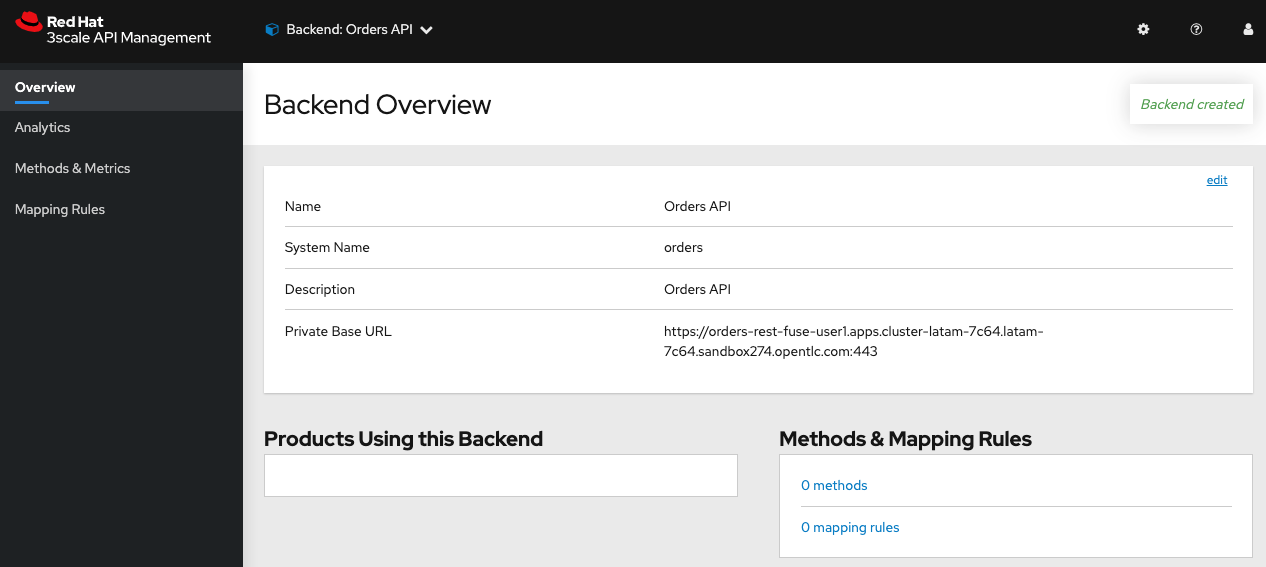 Red Hat
3scale API Management
Backend: Orders API
Overview
Analytics
Methods & Metrics
Mapping Rules
Backend Overview
Backend created
edit
Name Orders API
System Name orders
Description Orders API
Private Base URL https://orders-rest-fuse-user1.apps.cluster-latam-7c64.latam-
7c64.sandbox274.opentlc.com:443
Products Using this Backend
Methods & Mapping Rules
0 methods
0 mapping rules